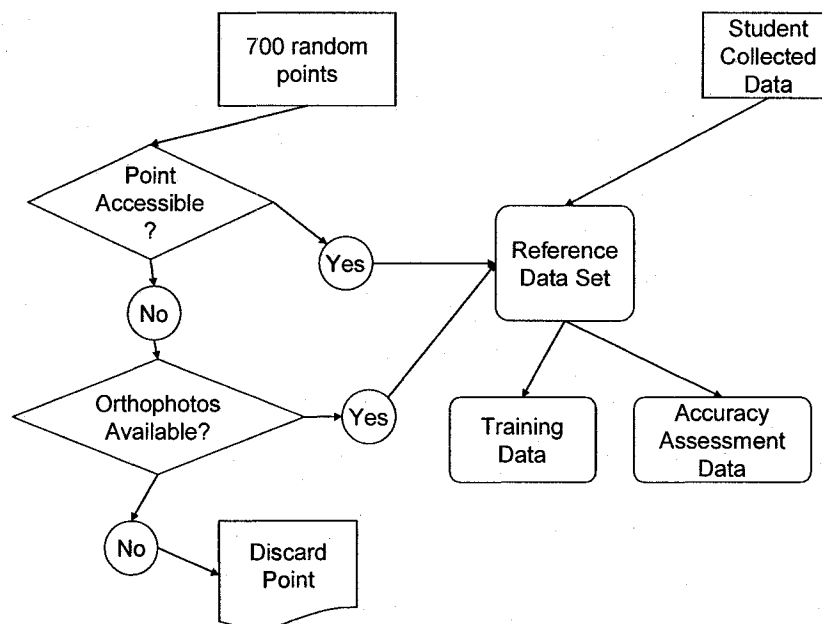 700 random
points
Student
Collected
Data
Point
Accessible
?
Yes
Reference
Data Set
No
Orthophotos
Available?
Yes
Training
Data
Accuracy
Assessment
Data
No
Discard
Point